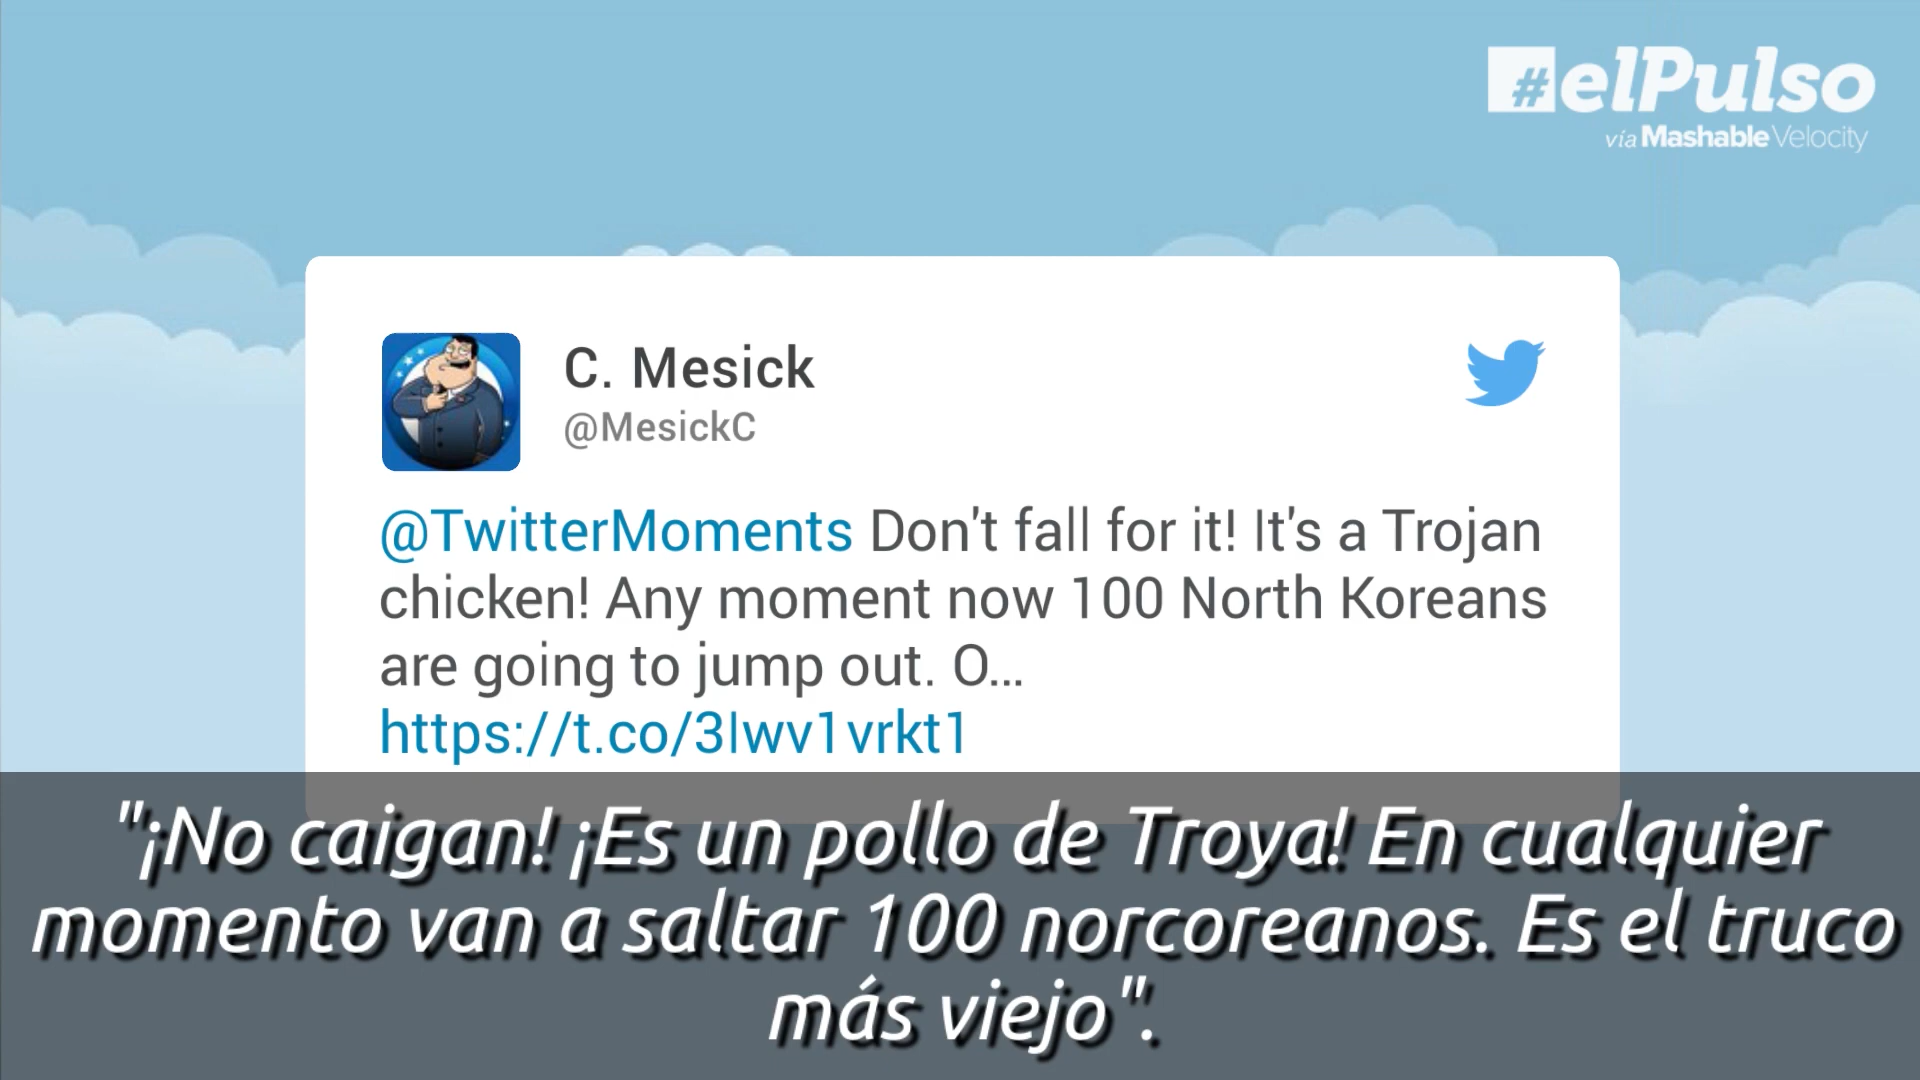 #elPulso
vía Mashable Velocity
C. Mesick
@MesickC
@TwitterMoments Don't fall for it! It's a Trojan
chicken! Any moment now 100 North Koreans
are going to jump out. O...
https://t.co/3lwv1vrkt1
"¡No caigan! ¡Es un pollo de Troya! En cualquier
momento van a saltar 100 norcoreanos. Es el truco
más viejo".